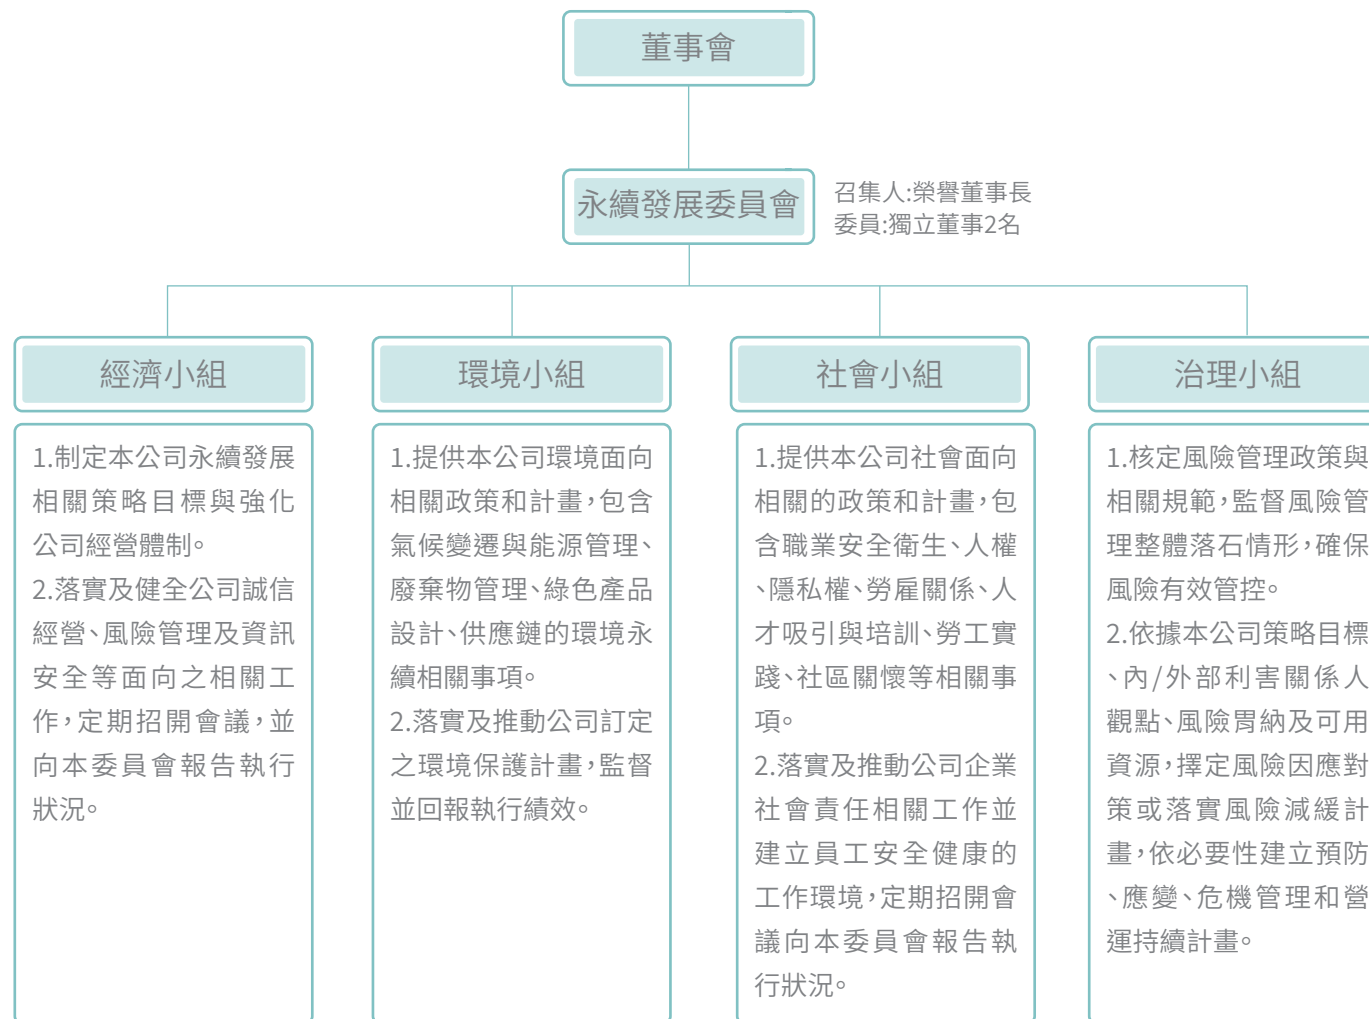 董事會
永續發展委員會
召集人:榮譽董事長
委員:獨立董事2名
經濟小組
1.制定本公司永續發展
相關策略目標與強化
公司經營體制。
2.落實及健全公司誠信
經營、風險管理及資訊
安全等面向之相關工
作,定期招開會議,並
向本委員會報告執行
狀況。
環境小組
1.提供本公司環境面向
相關政策和計畫,包含
氣候變遷與能源管理、
廢棄物管理、綠色產品
設計、供應鏈的環境永
續相關事項。
2.落實及推動公司訂定
之環境保護計畫,監督
並回報執行績效。
社會小組
1.提供本公司社會面向
相關的政策和計畫,包
含職業安全衛生、人權
、隱私權、勞雇關係、人
才吸引與培訓、勞工實
踐、社區關懷等相關事
項。
2.落實及推動公司企業
社會責任相關工作並
建立員工安全健康的
工作環境,定期招開會
議向本委員會報告執
行狀況。
治理小組
1.核定風險管理政策與
相關規範,監督風險管
理整體落石情形,確保
風險有效管控。
2.依據本公司策略目標
、內/外部利害關係人
觀點、風險胃納及可用
資源,擇定風險因應對
策或落實風險減緩計
畫,依必要性建立預防
、應變、危機管理和營
運持續計畫。